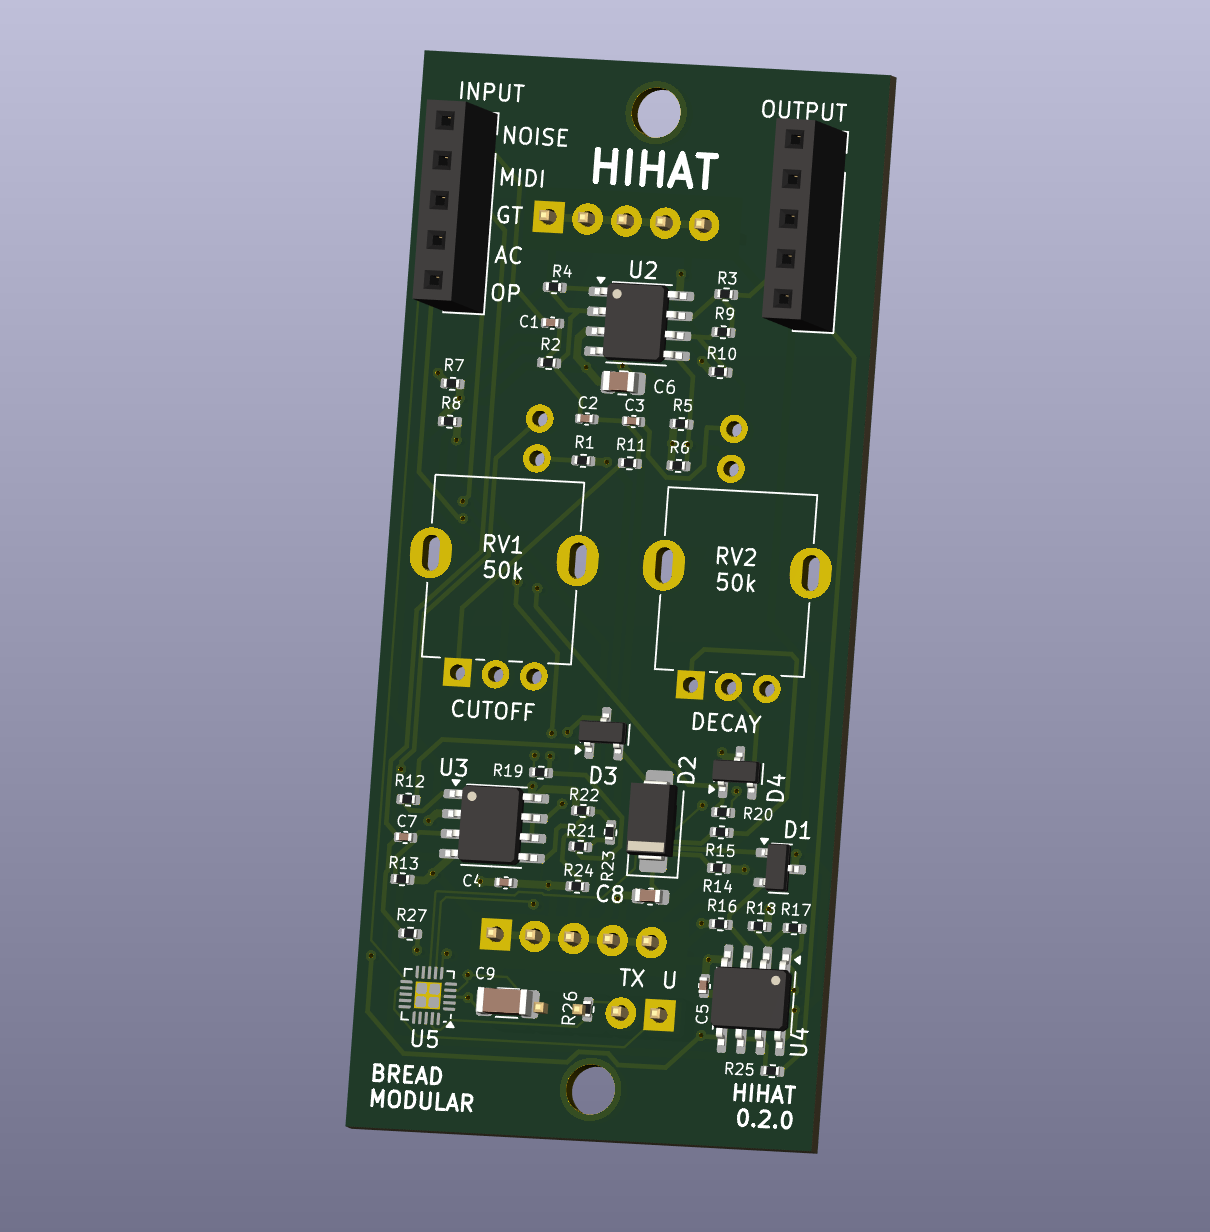 INPUT
OUTPUT
NOISE
HIHAT
MIDI
GT
AC
OP
U2
R4
R3
C1
R9
R2
R10
R7
C6
R8
C2
C3
R5
R1
R11
R6
RV1
50k
RV2
50k
CUTOFF
DECAY
D3
D2
D4
U3
R19
R12
R22
R20
C7
R21
D1
R23
R15
R13
C4
R24
R14
C8
R16
R13
R17
R27
C9
TX
U
R26
C5
U5
U4
R25
BREAD
MODULAR
HIHAT
0.2.0